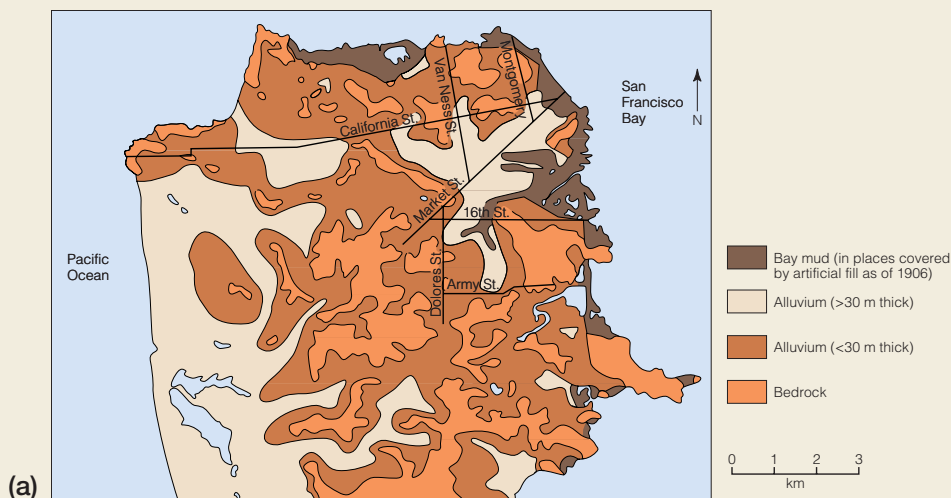 San
Francisco
Bay
N
Montgomery
Van Ness St.
California St.
Market St.
16th St.
Dolores St.
Army St.
Pacific
Ocean
Bay mud (in places covered
by artificial fill as of 1906)
Alluvium (>30 m thick)
Alluvium (<30 m thick)
Bedrock
0 1 2 3
km
(a)